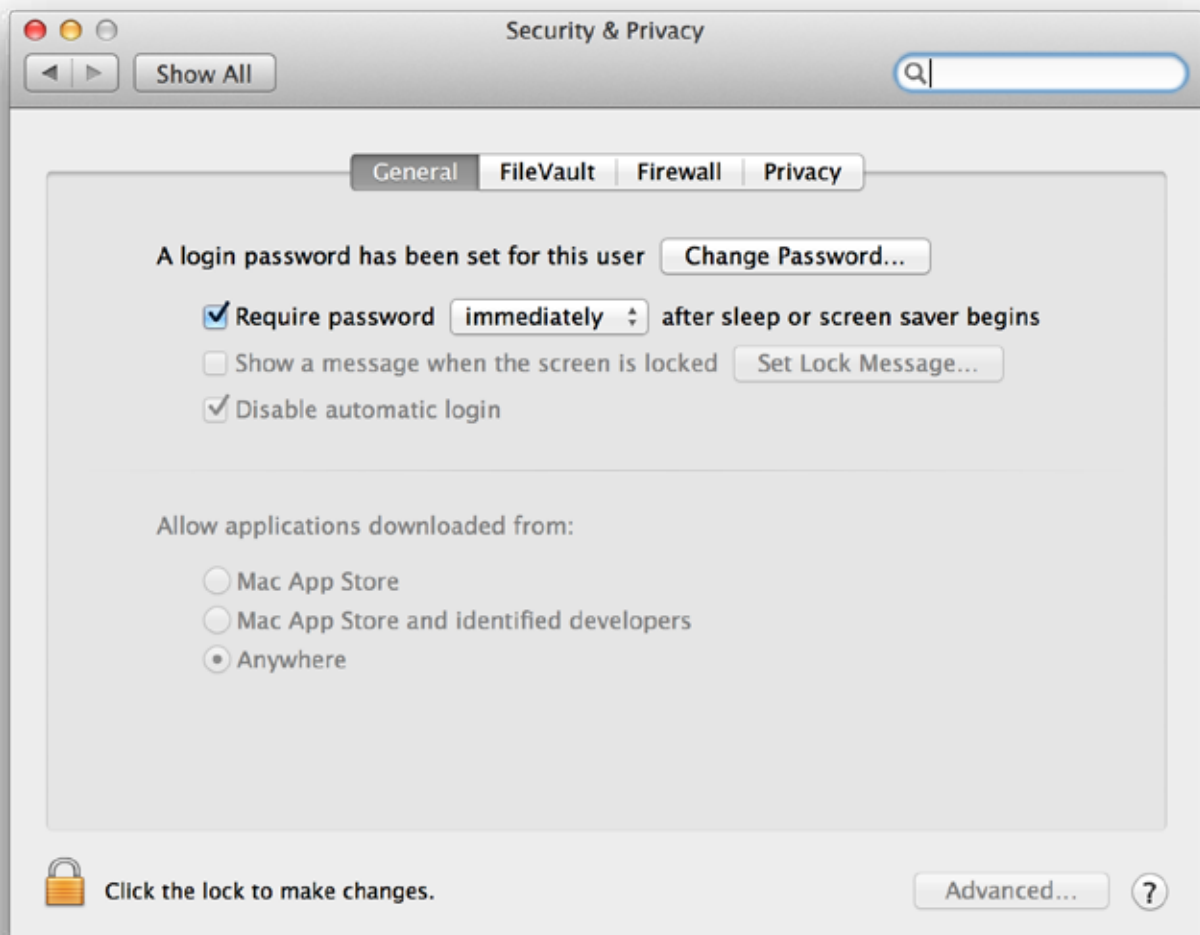 Security & Privacy
Show All
General FileVault Firewall Privacy
A login password has been set for this user Change Password...
Require password immediately after sleep or screen saver begins
Show a message when the screen is locked Set Lock Message...
Disable automatic login
Allow applications downloaded from:
Mac App Store
Mac App Store and identified developers
Anywhere
Click the lock to make changes. Advanced... ?